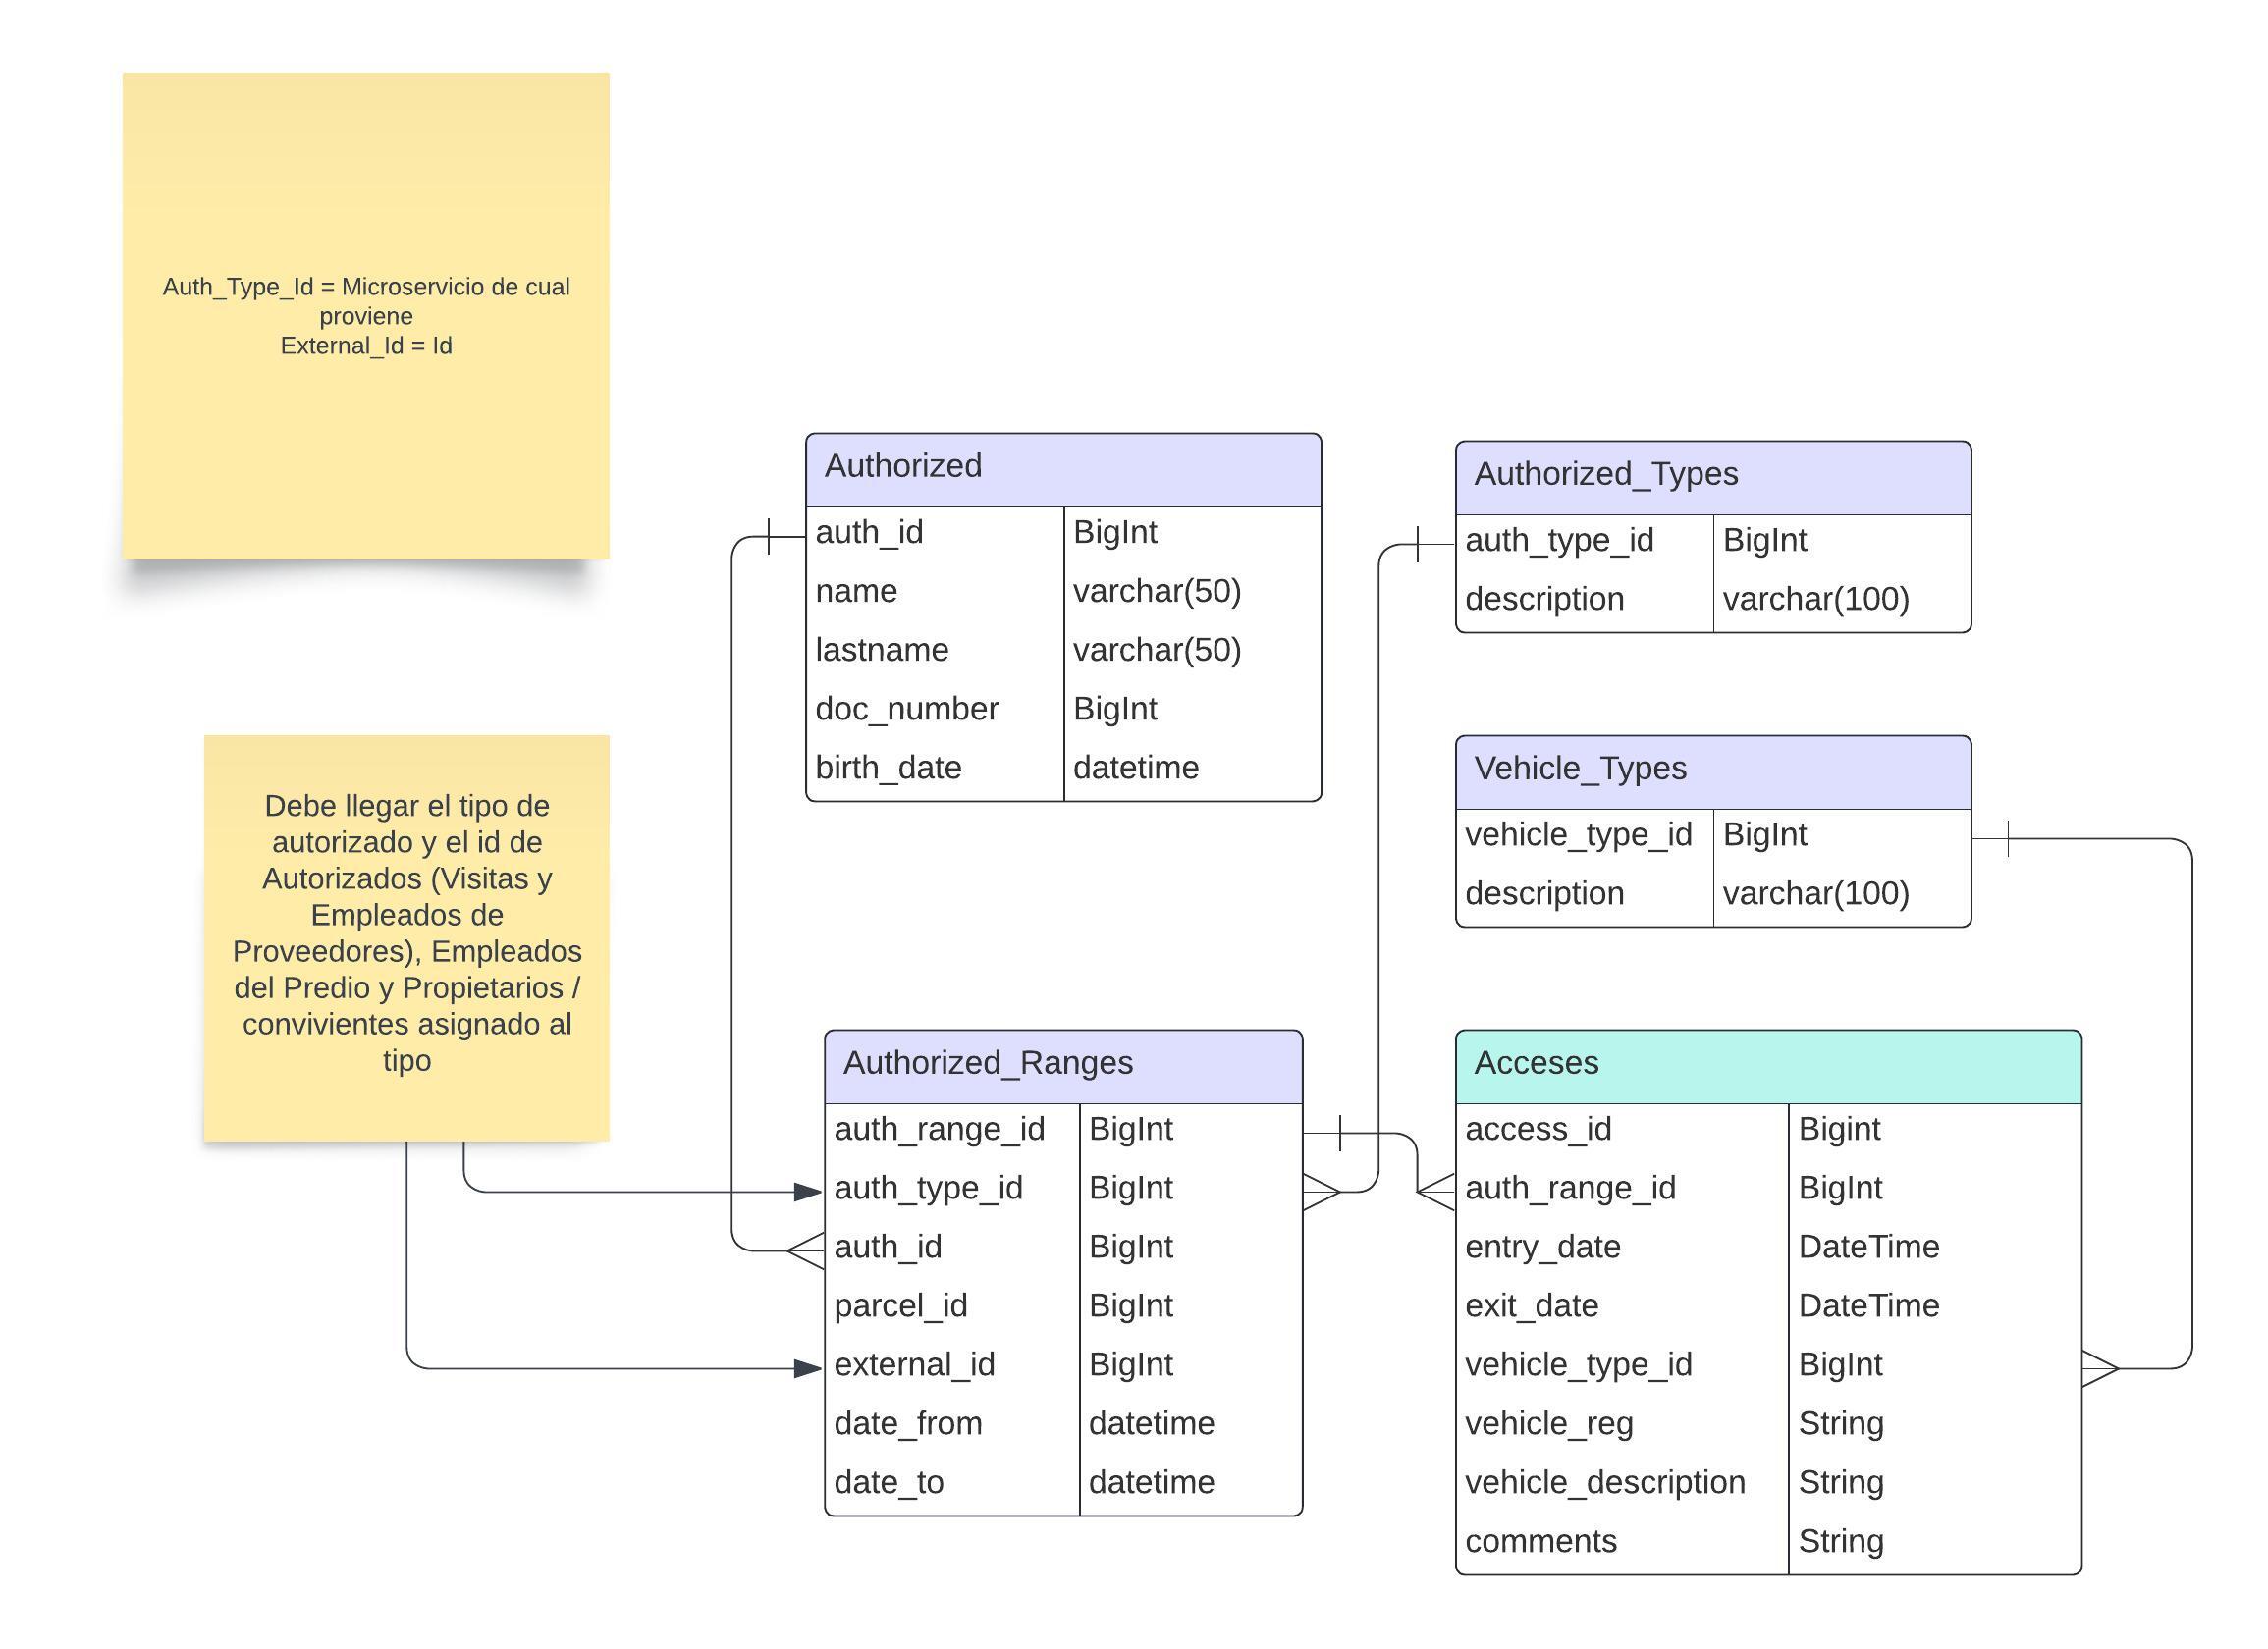 Auth_Type_Id = Microservicio de cual
proviene
External_Id = Id
Debe llegar el tipo de
autorizado y el id de
Autorizados (Visitas y
Empleados de
Proveedores), Empleados
del Predio y Propietarios /
convivientes asignado al
tipo
Authorized
auth_id BigInt
name varchar(50)
lastname varchar(50)
doc_number BigInt
birth_date datetime
Authorized_Types
auth_type_id BigInt
description varchar(100)
Vehicle_Types
vehicle_type_id BigInt
description varchar(100)
Authorized_Ranges
auth_range_id BigInt
auth_type_id BigInt
auth_id BigInt
parcel_id BigInt
external_id BigInt
date_from datetime
date_to datetime
Acceses
access_id Bigint
auth_range_id BigInt
entry_date DateTime
exit_date DateTime
vehicle_type_id BigInt
vehicle_reg String
vehicle_description String
comments String